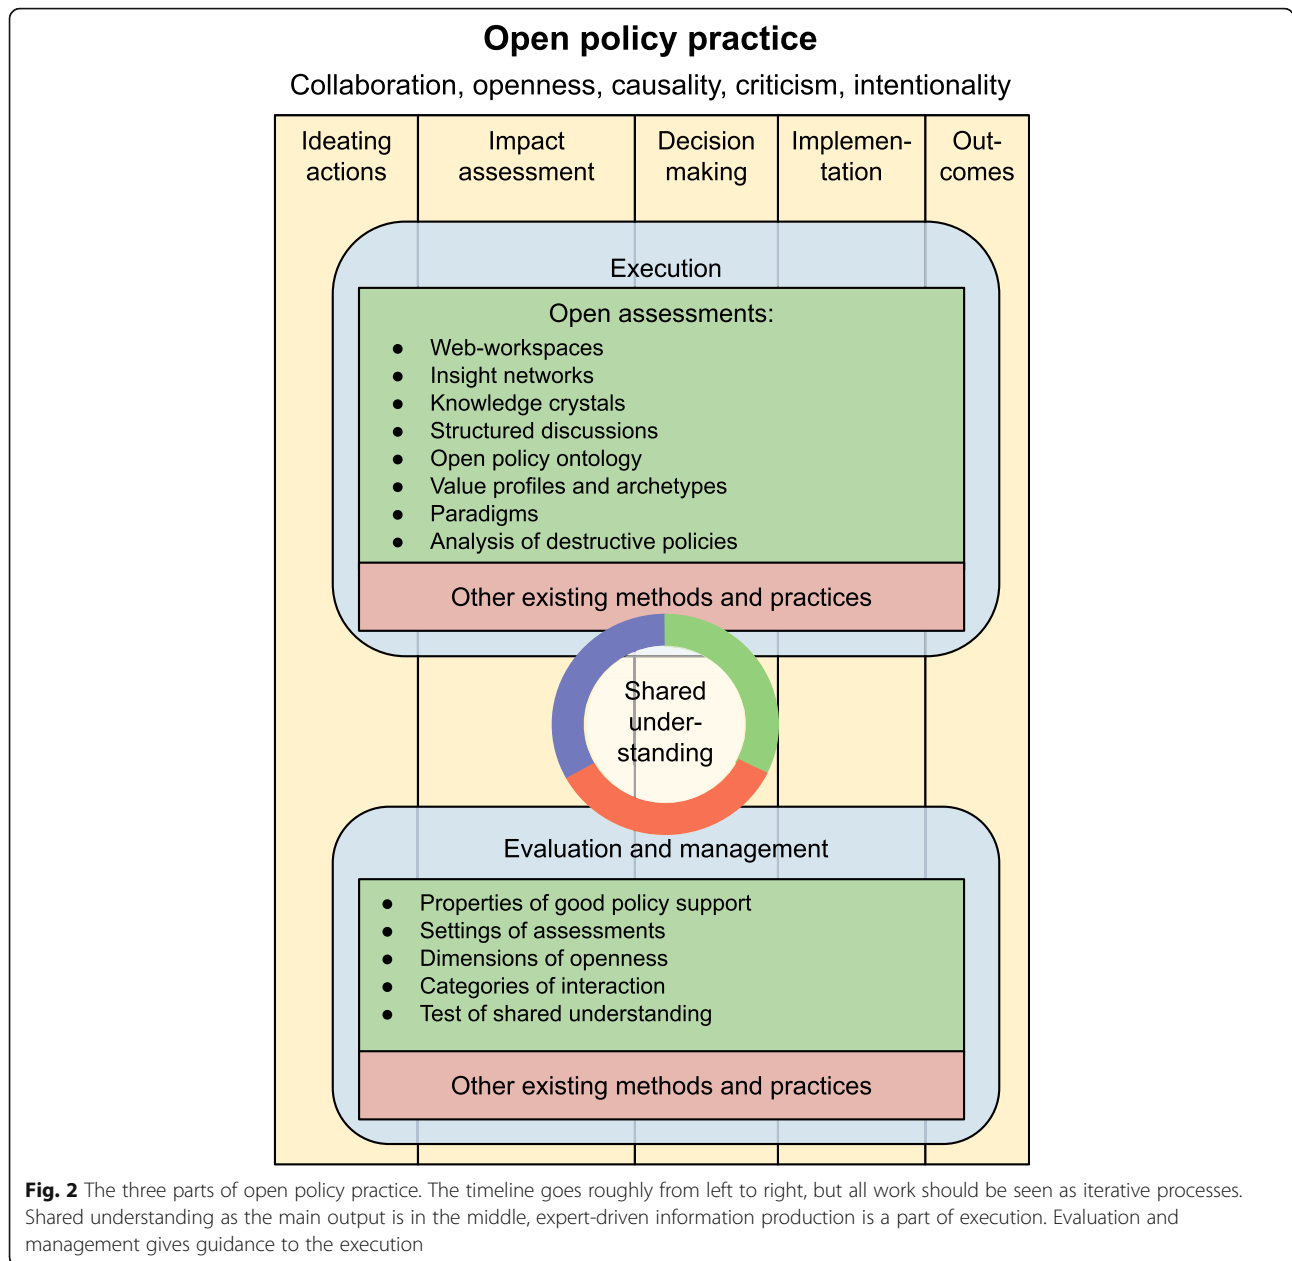 Open policy practice
Collaboration, openness, causality, criticism, intentionality
Ideating
actions
Impact
assessment
Decision
making
Implemen-
tation
Out-
comes
Execution
Open assessments:
● Web-workspaces
● Insight networks
● Knowledge crystals
● Structured discussions
● Open policy ontology
● Value profiles and archetypes
● Paradigms
● Analysis of destructive policies
Other existing methods and practices
Shared
under-
standing
Evaluation and management
● Properties of good policy support
● Settings of assessments
● Dimensions of openness
● Categories of interaction
● Test of shared understanding
Other existing methods and practices
Fig. 2 The three parts of open policy practice. The timeline goes roughly from left to right, but all work should be seen as iterative processes.
Shared understanding as the main output is in the middle, expert-driven information production is a part of execution. Evaluation and
management gives guidance to the execution